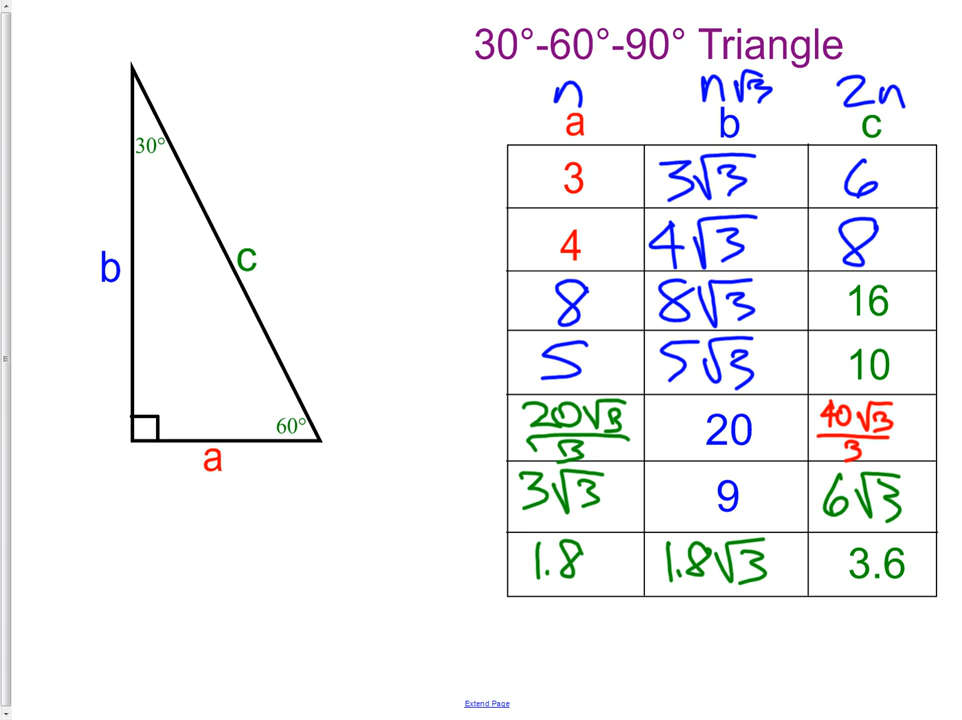 30°-60°-90° Triangle
n n√3 2n
a b c
30°
3 3√3 6
4 4√3 8
b
c
8 8√3 16
5 5√3 10
20√3/3 20 40√3/3
60°
a
3√3 9 6√3
1.8 1.8√3 3.6
Extend Page